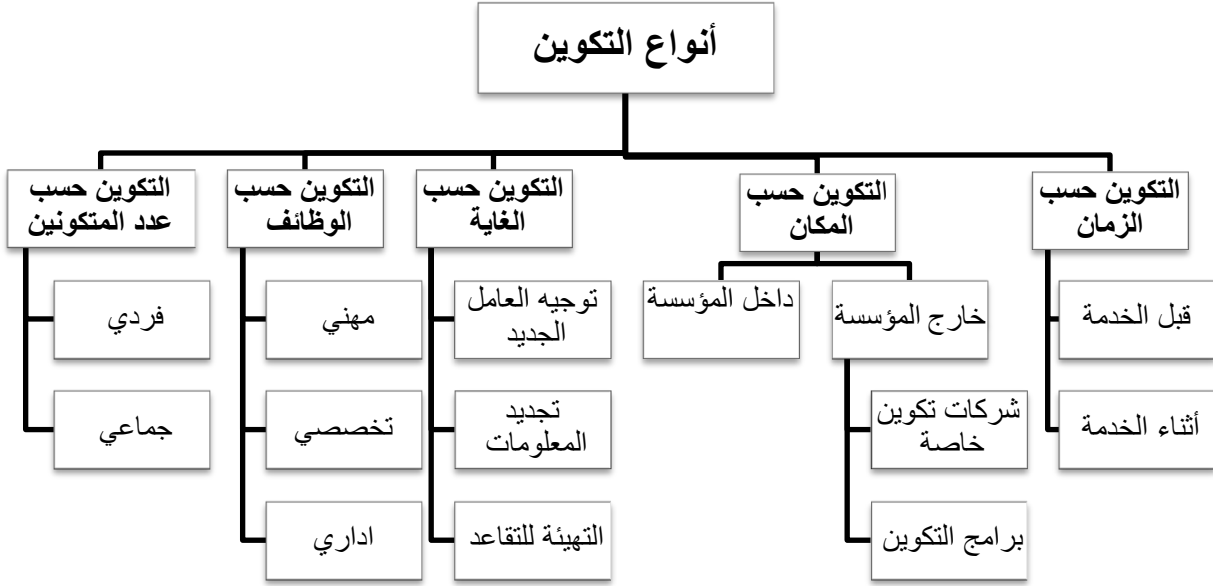 أنواع التكوين
التكوين حسب
الزمان
التكوين حسب
المكان
التكوين حسب
الغاية
التكوين حسب
الوظائف
التكوين حسب
عدد المتكونين
قبل الخدمة
أثناء الخدمة
خارج المؤسسة
شركات تكوين
خاصة
برامج التكوين
داخل المؤسسة
توجيه العامل
الجديد
تجديد
المعلومات
التهيئة للتقاعد
مهني
تخصصي
اداري
فردي
جماعي